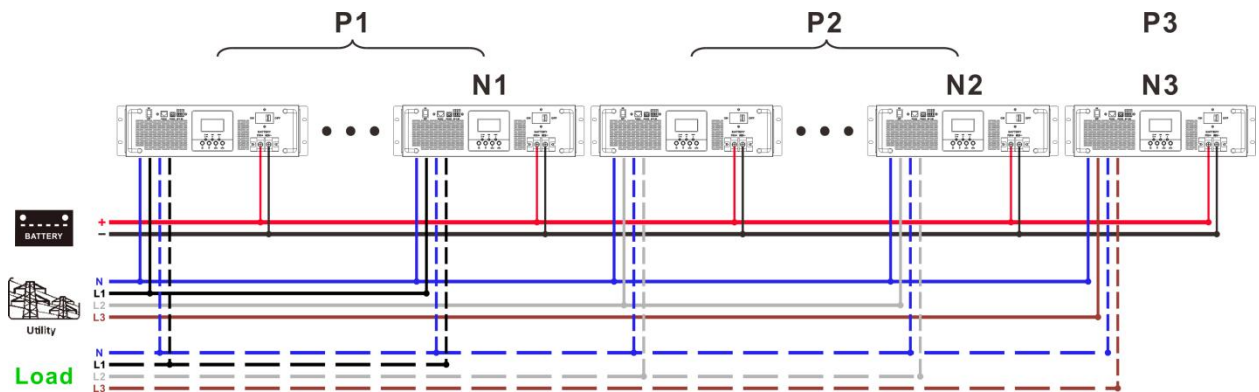 P1 P2 P3
N1 N2 N3
BATTERY
+
−
N
L1
L2
L3
Utility
N
L1
L2
L3
Load